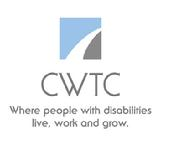 CWTC
Where people with disabilities
live, work and grow.